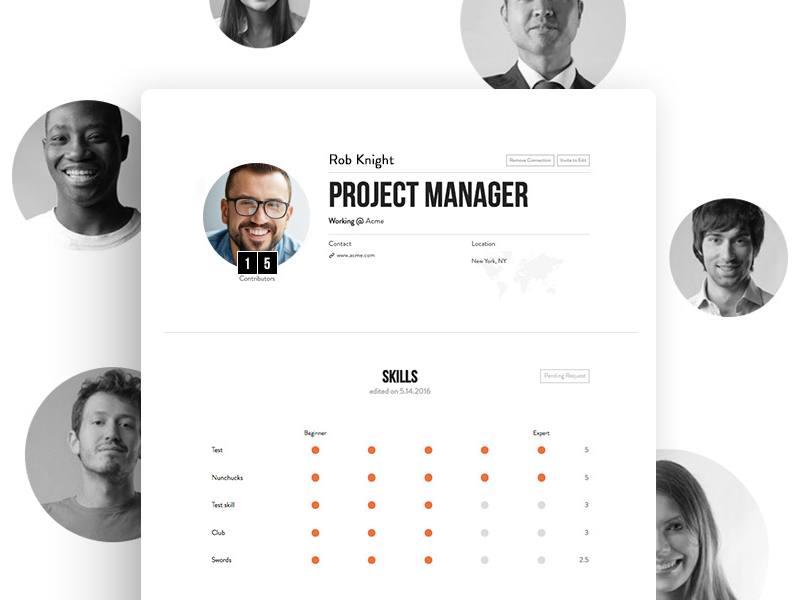 Rob Knight
Remove Connection
Invite to Edit
PROJECT MANAGER
Working @ Acme
Contact
Location
www.acme.com
New York, NY
1 5
Contributors
SKILLS
Pending Request
edited on 5.14.2016
Beginner
Expert
Test 5
Nunchucks 5
Test skill 3
Club 3
Swords 2.5